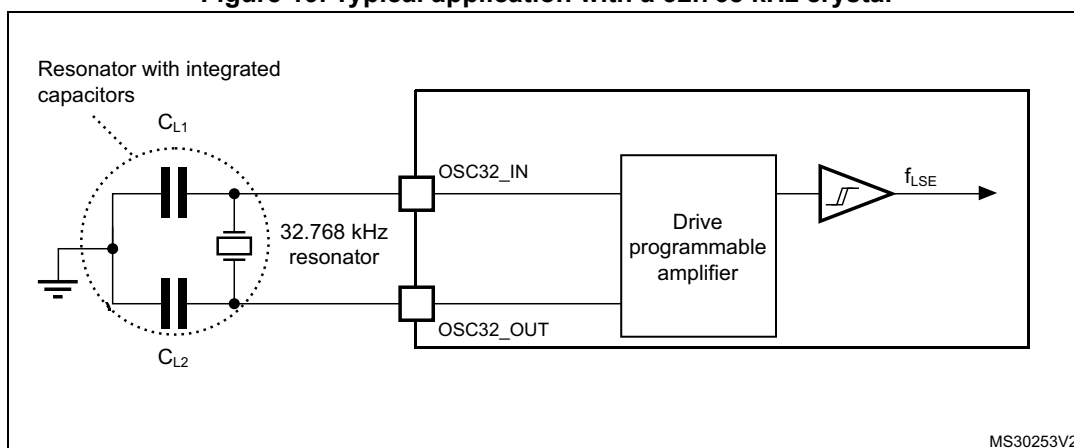 Figure 16. Typical application with a 32.768 kHz crystal
Resonator with integrated
capacitors
C_L1
OSC32_IN
f_LSE
32.768 kHz
resonator
Drive
programmable
amplifier
OSC32_OUT
C_L2
MS30253V2